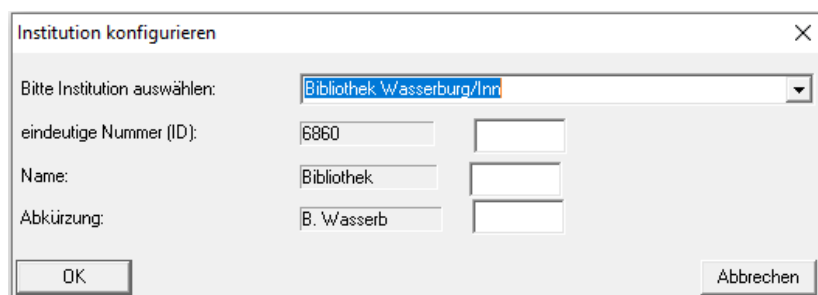 Institution konfigurieren
Bitte Institution auswählen: Bibliothek Wasserburg/Inn
eindeutige Nummer (ID): 6860
Name: Bibliothek
Abkürzung: B. Wasserb
OK Abbrechen